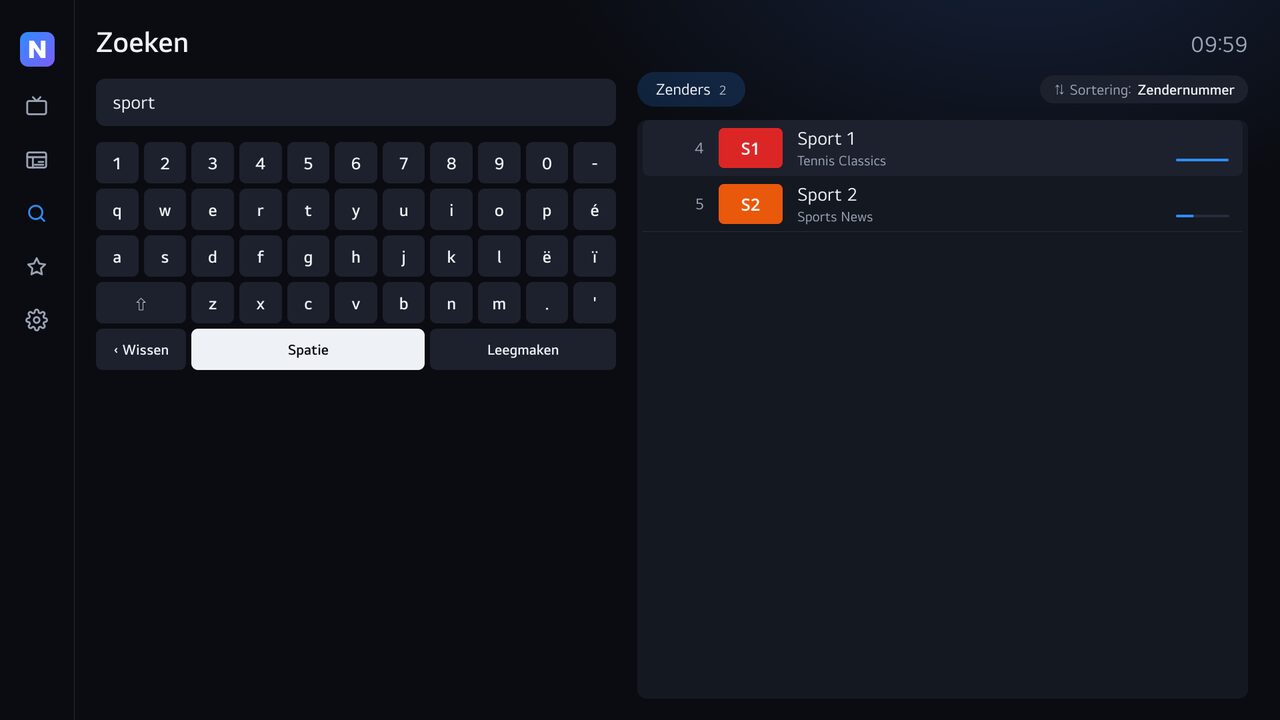 N
Zoeken
09:59
sport
Zenders 2
Sortering: Zendernummer
1 2 3 4 5 6 7 8 9 0 -
q w e r t y u i o p é
a s d f g h j k l ë ï
⇧ z x c v b n m . '
‹ Wissen Spatie Leegmaken
4 S1 Sport 1
Tennis Classics
5 S2 Sport 2
Sports News